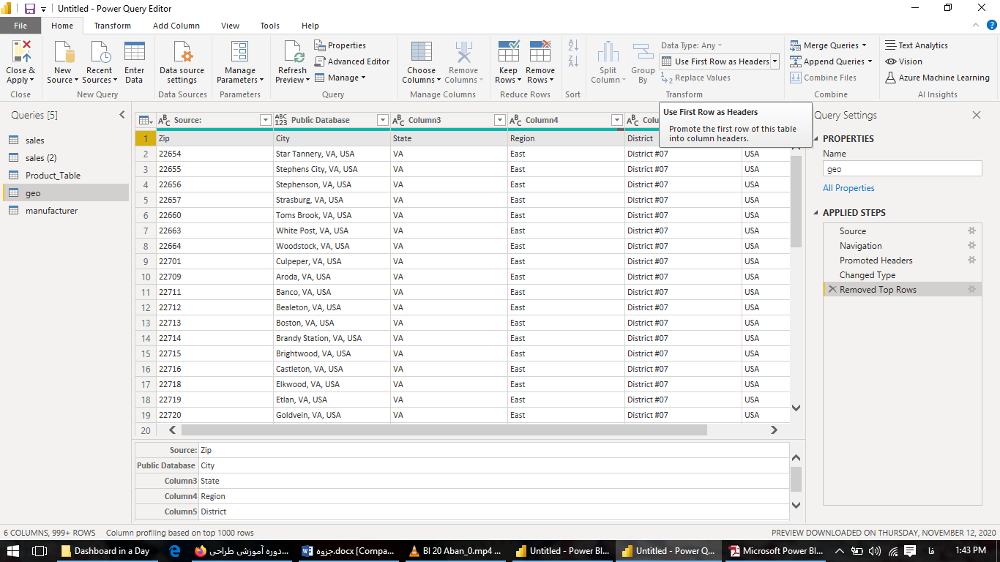 Untitled - Power Query Editor
File Home Transform Add Column View Tools Help
Close & Apply
New Source
Recent Sources
Enter Data
Data source settings
Manage Parameters
Refresh Preview
Properties
Advanced Editor
Manage
Choose Columns
Remove Columns
Keep Rows
Remove Rows
Split Column
Group By
Data Type: Any
Use First Row as Headers
Replace Values
Merge Queries
Append Queries
Combine Files
Text Analytics
Vision
Azure Machine Learning
Close New Query Data Sources Parameters Query Manage Columns Reduce Rows Sort Transform Combine AI Insights
Use First Row as Headers
Promote the first row of this table
into column headers.
Queries [5]
sales
sales (2)
Product_Table
geo
manufacturer
Source: Public Database Column3 Column4
1 Zip City State Region District
2 22654 Star Tannery, VA, USA VA East District #07 USA
3 22655 Stephens City, VA, USA VA East District #07 USA
4 22656 Stephenson, VA, USA VA East District #07 USA
5 22657 Strasburg, VA, USA VA East District #07 USA
6 22660 Toms Brook, VA, USA VA East District #07 USA
7 22663 White Post, VA, USA VA East District #07 USA
8 22664 Woodstock, VA, USA VA East District #07 USA
9 22701 Culpeper, VA, USA VA East District #07 USA
10 22709 Aroda, VA, USA VA East District #07 USA
11 22711 Banco, VA, USA VA East District #07 USA
12 22712 Bealeton, VA, USA VA East District #07 USA
13 22713 Boston, VA, USA VA East District #07 USA
14 22714 Brandy Station, VA, USA VA East District #07 USA
15 22715 Brightwood, VA, USA VA East District #07 USA
16 22716 Castleton, VA, USA VA East District #07 USA
17 22718 Elkwood, VA, USA VA East District #07 USA
18 22719 Etlan, VA, USA VA East District #07 USA
19 22720 Goldvein, VA, USA VA East District #07 USA
20
Source: Zip
Public Database City
Column3 State
Column4 Region
Column5 District
Query Settings
PROPERTIES
Name
geo
All Properties
APPLIED STEPS
Source
Navigation
Promoted Headers
Changed Type
Removed Top Rows
6 COLUMNS, 999+ ROWS Column profiling based on top 1000 rows PREVIEW DOWNLOADED ON THURSDAY, NOVEMBER 12, 2020
Dashboard in a Day دوره آموزشی طراحی... جزوه.docx [Compa... BI 20 Aban_0.mp4 ... Untitled - Power BI... Untitled - Power Q... Microsoft Power BI... فا 1:43 PM